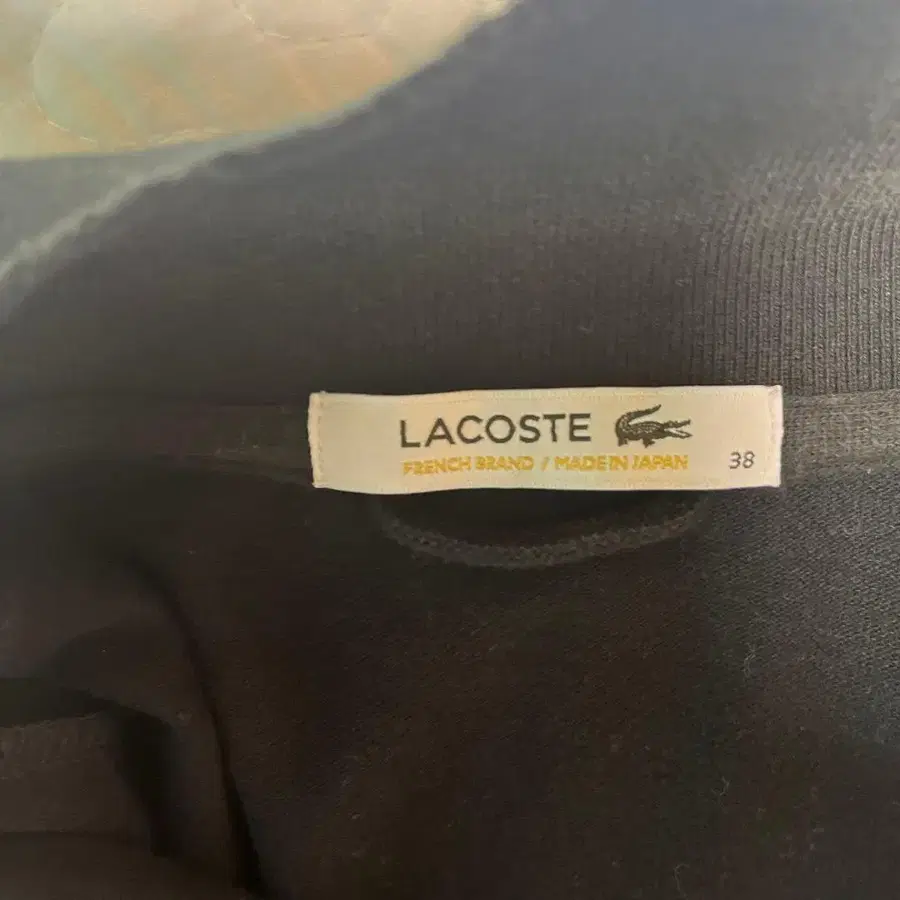 LACOSTE
FRENCH BRAND / MADE IN JAPAN
38